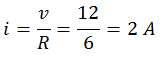 i = v/R = 12/6 = 2 A